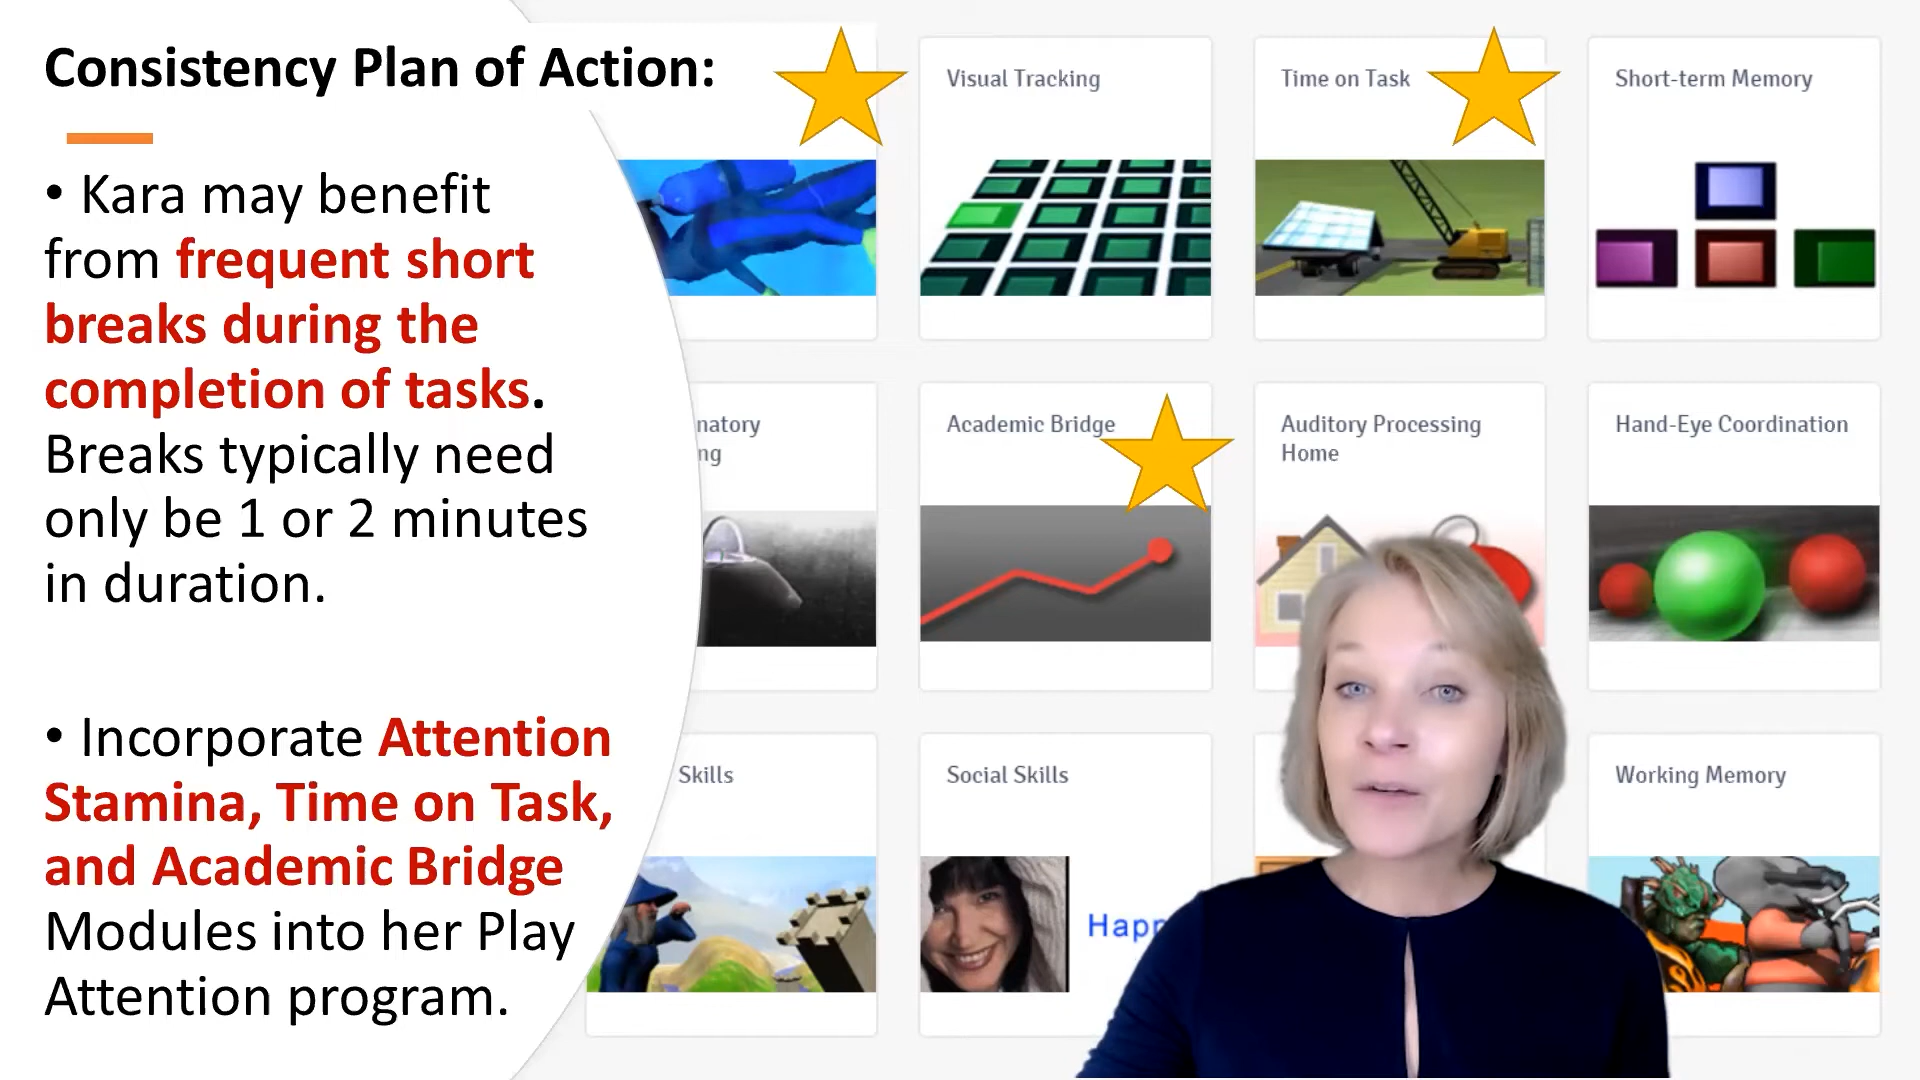 Consistency Plan of Action:
• Kara may benefit
from frequent short
breaks during the
completion of tasks.
Breaks typically need
only be 1 or 2 minutes
in duration.
• Incorporate Attention
Stamina, Time on Task,
and Academic Bridge
Modules into her Play
Attention program.
Visual Tracking
Time on Task
Short-term Memory
Academic Bridge
Auditory Processing
Home
Hand-Eye Coordination
Skills
Social Skills
Working Memory